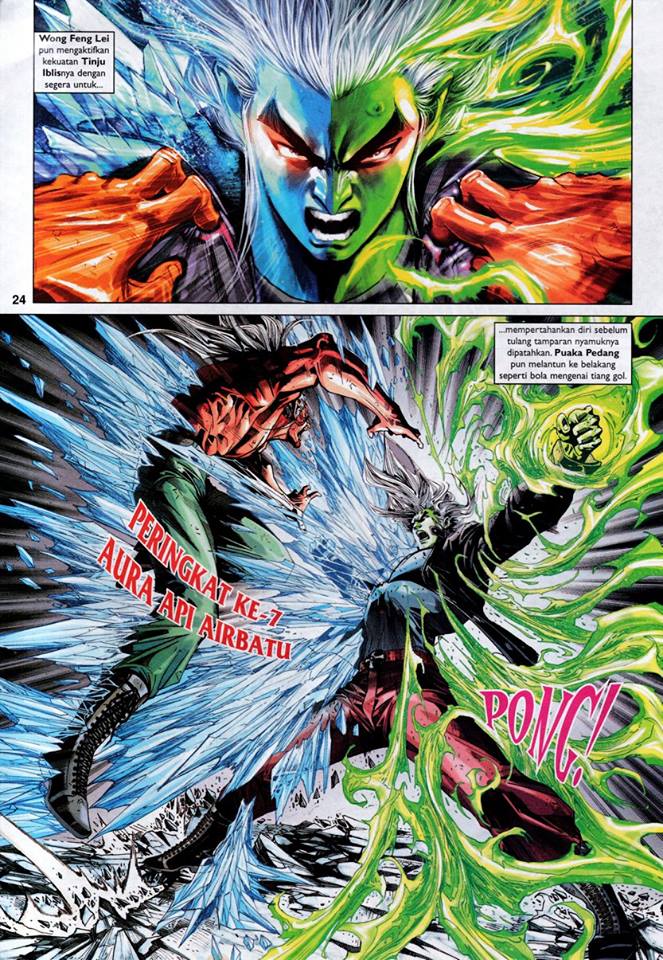 Wong Feng Lei
pun mengaktifkan
kekuatan Tinju
Iblisnya dengan
segera untuk...
24
...mempertahankan diri sebelum
tulang tamparan nyamuknya
dipatahkan. Puaka Pedang
pun melantun ke belakang
seperti bola mengenai tiang gol.
PERINGKAT KE-7
AURA API AIRBATU
PONG!